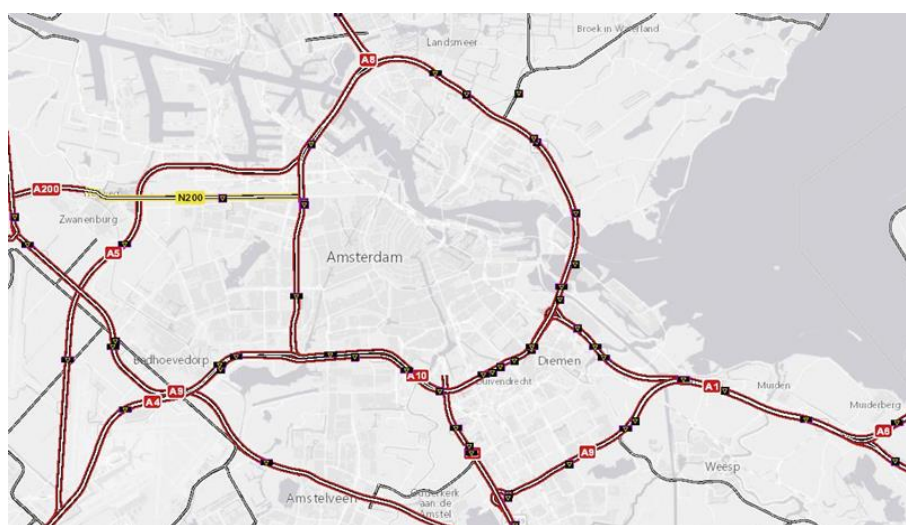 Landsmeer
Broek in Waterland
A8
A200
N200
Zwanenburg
A5
Amsterdam
Badhoevedorp
Diemen
A10
Duivendrecht
A1
Muiden
A9
A4
Muiderberg
A6
A9
Weesp
Amstelveen
Ouderkerk
aan de
Amstel